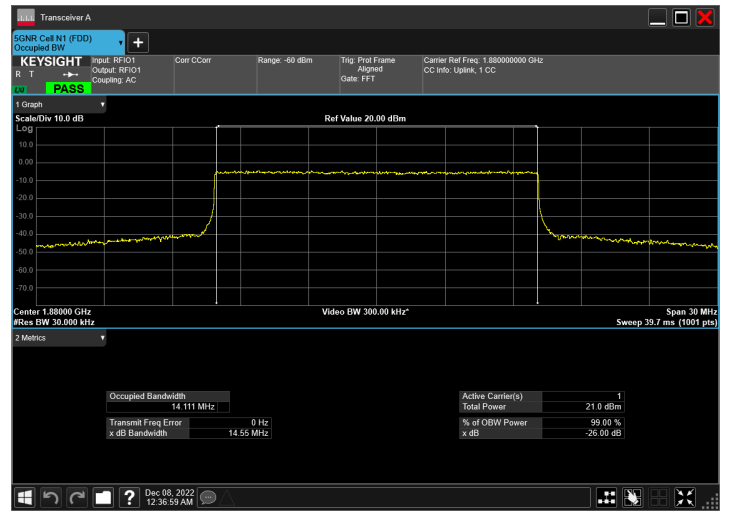 Transceiver A
5GNR Cell N1 (FDD)
Occupied BW
KEYSIGHT
R T
LXI
PASS
Input: RFIO1
Output: RFIO1
Coupling: AC
Corr CCorr
Range: -60 dBm
Trig: Prot Frame
Aligned
Gate: FFT
Carrier Ref Freq: 1.880000000 GHz
CC Info: Uplink, 1 CC
1 Graph
Scale/Div 10.0 dB
Ref Value 20.00 dBm
Log
10.0
0.00
-10.0
-20.0
-30.0
-40.0
-50.0
-60.0
-70.0
Center 1.88000 GHz
Video BW 300.00 kHz*
Span 30 MHz
#Res BW 30.000 kHz
Sweep 39.7 ms (1001 pts)
2 Metrics
Occupied Bandwidth
14.111 MHz
Transmit Freq Error 0 Hz
x dB Bandwidth 14.55 MHz
Active Carrier(s) 1
Total Power 21.0 dBm
% of OBW Power 99.00 %
x dB -26.00 dB
?
Dec 08, 2022
12:36:59 AM